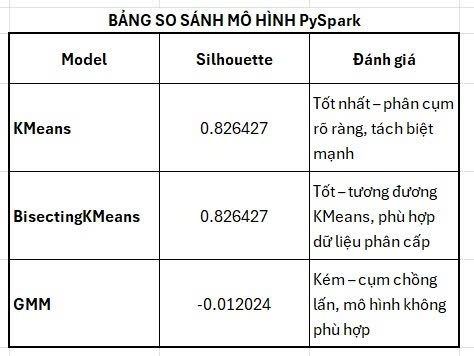 BẢNG SO SÁNH MÔ HÌNH PySpark
Model Silhouette Đánh giá
KMeans 0.826427 Tốt nhất – phân cụm
rõ ràng, tách biệt
mạnh
BisectingKMeans 0.826427 Tốt – tương đương
KMeans, phù hợp
dữ liệu phân cấp
GMM -0.012024 Kém – cụm chồng
lấn, mô hình không
phù hợp